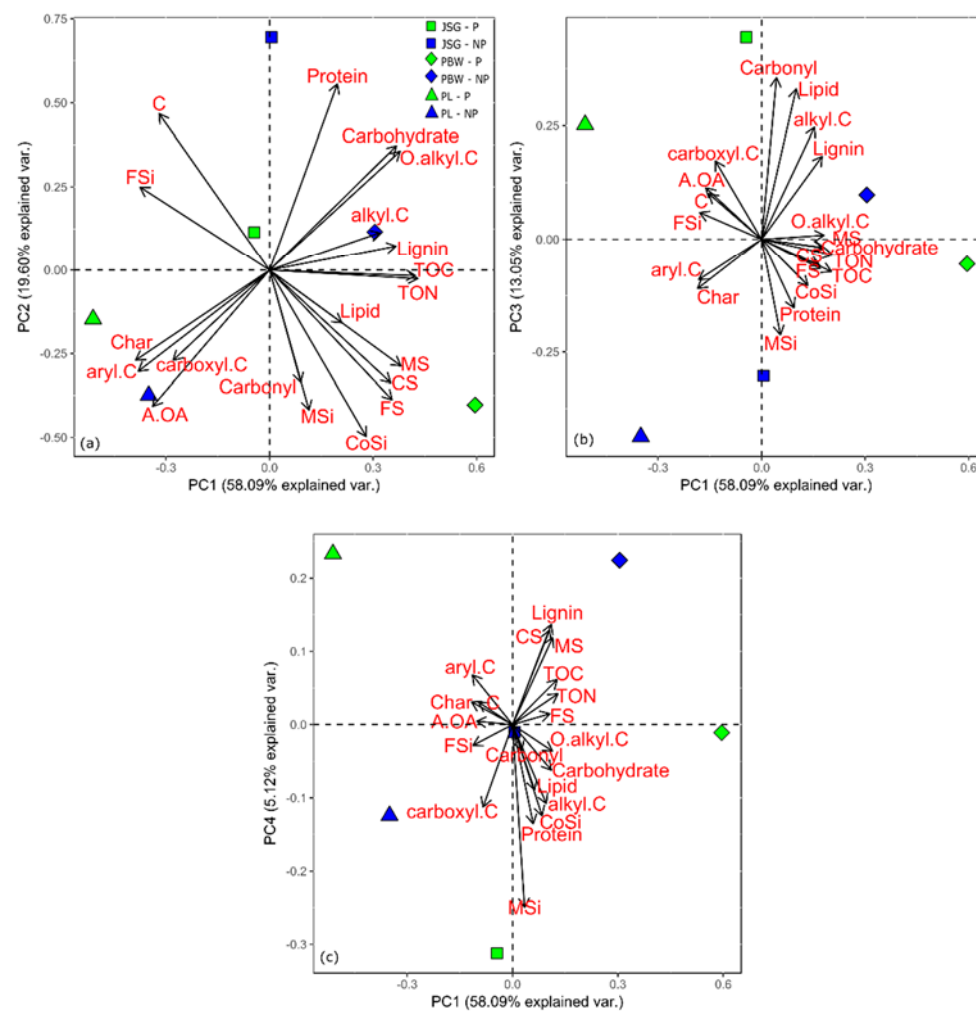 0.75
0.50
0.25
0.00
-0.25
-0.50
PC2 (19.60% explained var.)
JSG - P
JSG - NP
PBW - P
PBW - NP
PL - P
PL - NP
Protein
C
Carbohydrate
O.alkyl.C
FSi
alkyl.C
Lignin
TOC
TON
Lipid
Char
aryl.C
carboxyl.C
A.OA
Carbonyl
MSi
MS
CS
FS
CoSi
(a)
-0.3
0.0
0.3
0.6
PC1 (58.09% explained var.)
0.25
0.00
-0.25
PC3 (13.05% explained var.)
Carbonyl
Lipid
alkyl.C
Lignin
carboxyl.C
A.OA
C
FSi
O.alkyl.C
MS
Carbohydrate
CS
TON
FS
TOC
aryl.C
Char
CoSi
Protein
MSi
(b)
-0.3
0.0
0.3
0.6
PC1 (58.09% explained var.)
0.2
0.1
0.0
-0.1
-0.2
-0.3
PC4 (5.12% explained var.)
Lignin
CS
MS
aryl.C
TOC
Char C
TON
A.OA
FS
FSi
O.alkyl.C
Carbonyl
Carbohydrate
Lipid
alkyl.C
carboxyl.C
CoSi
Protein
MSi
(c)
-0.3
0.0
0.3
0.6
PC1 (58.09% explained var.)